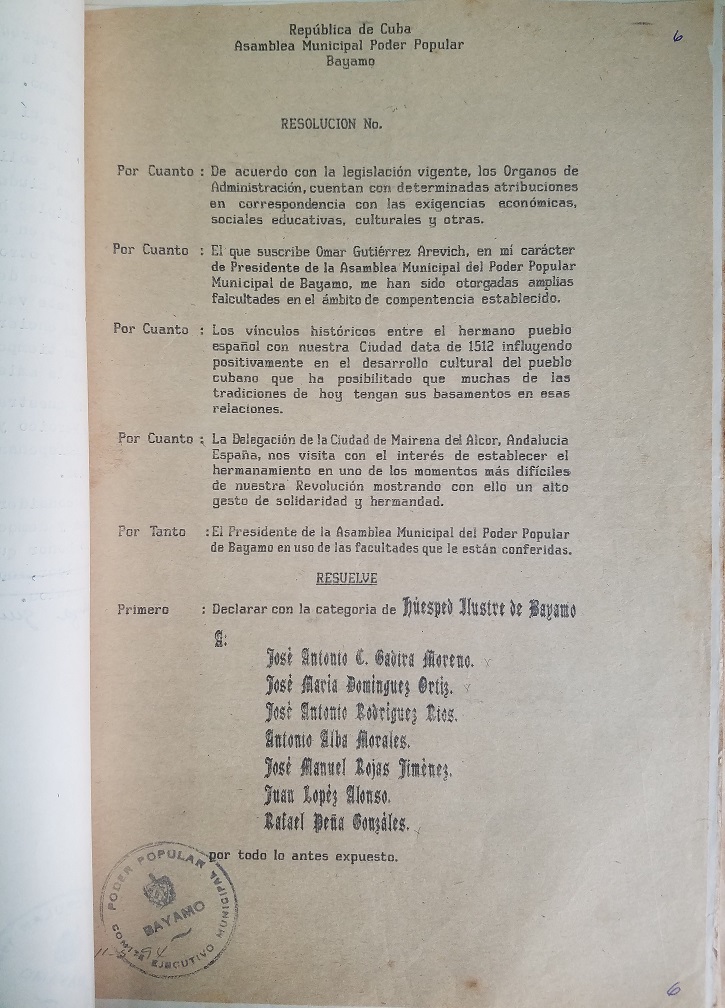 República de Cuba
6
Asamblea Municipal Poder Popular
Bayamo
RESOLUCION No.
Por Cuanto : De acuerdo con la legislación vigente, los Organos de
Administración, cuentan con determinadas atribuciones
en correspondencia con las exigencias económicas,
sociales educativas, culturales y otras.
Por Cuanto : El que suscribe Omar Gutiérrez Arevich, en mi carácter
de Presidente de la Asamblea Municipal del Poder Popular
Municipal de Bayamo, me han sido otorgadas amplias
falcultades en el ámbito de compentencia establecido.
Por Cuanto : Los vínculos históricos entre el hermano pueblo
español con nuestra Ciudad data de 1512 influyendo
positivamente en el desarrollo cultural del pueblo
cubano que ha posibilitado que muchas de las
tradiciones de hoy tengan sus basamentos en esas
relaciones.
Por Cuanto : La Delegación de la Ciudad de Mairena del Alcor, Andalucia
España, nos visita con el interés de establecer el
hermanamiento en uno de los momentos más difíciles
de nuestra Revolución mostrando con ello un alto
gesto de solidaridad y hermandad.
Por Tanto : El Presidente de la Asamblea Municipal del Poder Popular
de Bayamo en uso de las facultades que le están conferidas.
RESUELVE
Primero : Declarar con la categoria de Húesped Ilustre de Bayamo
A:
José Antonio C. Gadira Moreno.
José Maria Dominguez Ortiz.
José Antonio Rodriguez Rios.
Antonio Alba Morales.
José Manuel Rojas Jiménez.
Juan Lopéz Alonso.
Rafael Peña Gonzáles.
por todo lo antes expuesto.
PODER POPULAR MUNICIPAL
BAYAMO
COMITE EJECUTIVO
6